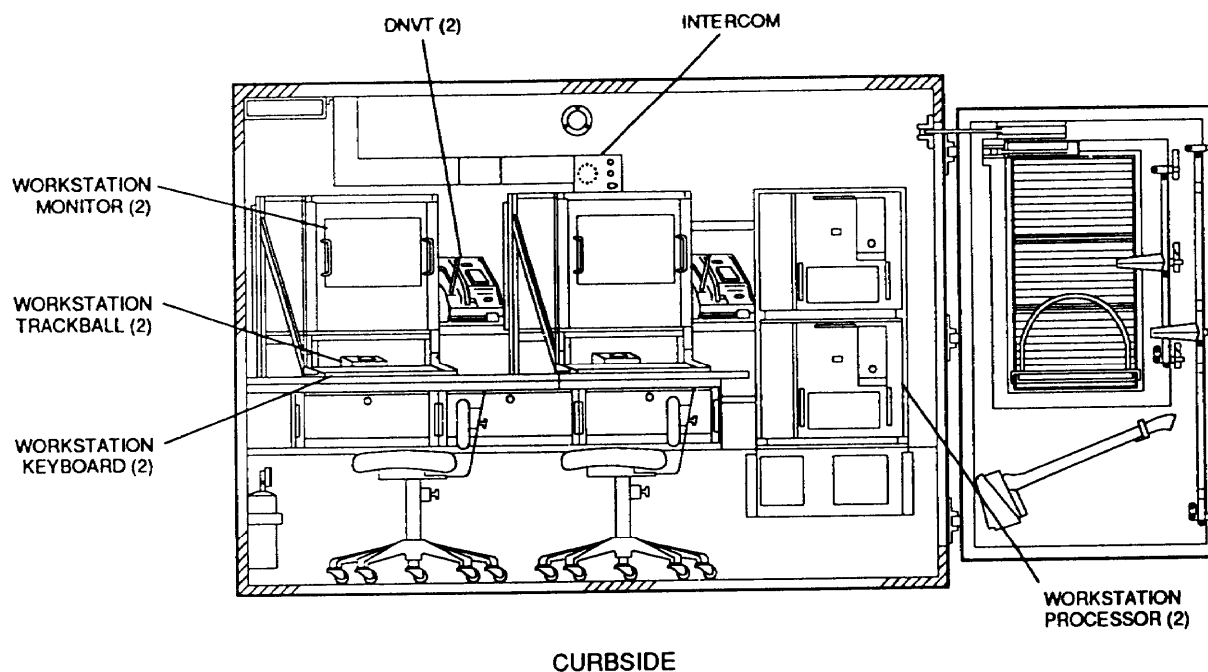 DNVT (2)
INTERCOM
WORKSTATION
MONITOR (2)
WORKSTATION
TRACKBALL (2)
WORKSTATION
KEYBOARD (2)
WORKSTATION
PROCESSOR (2)
CURBSIDE